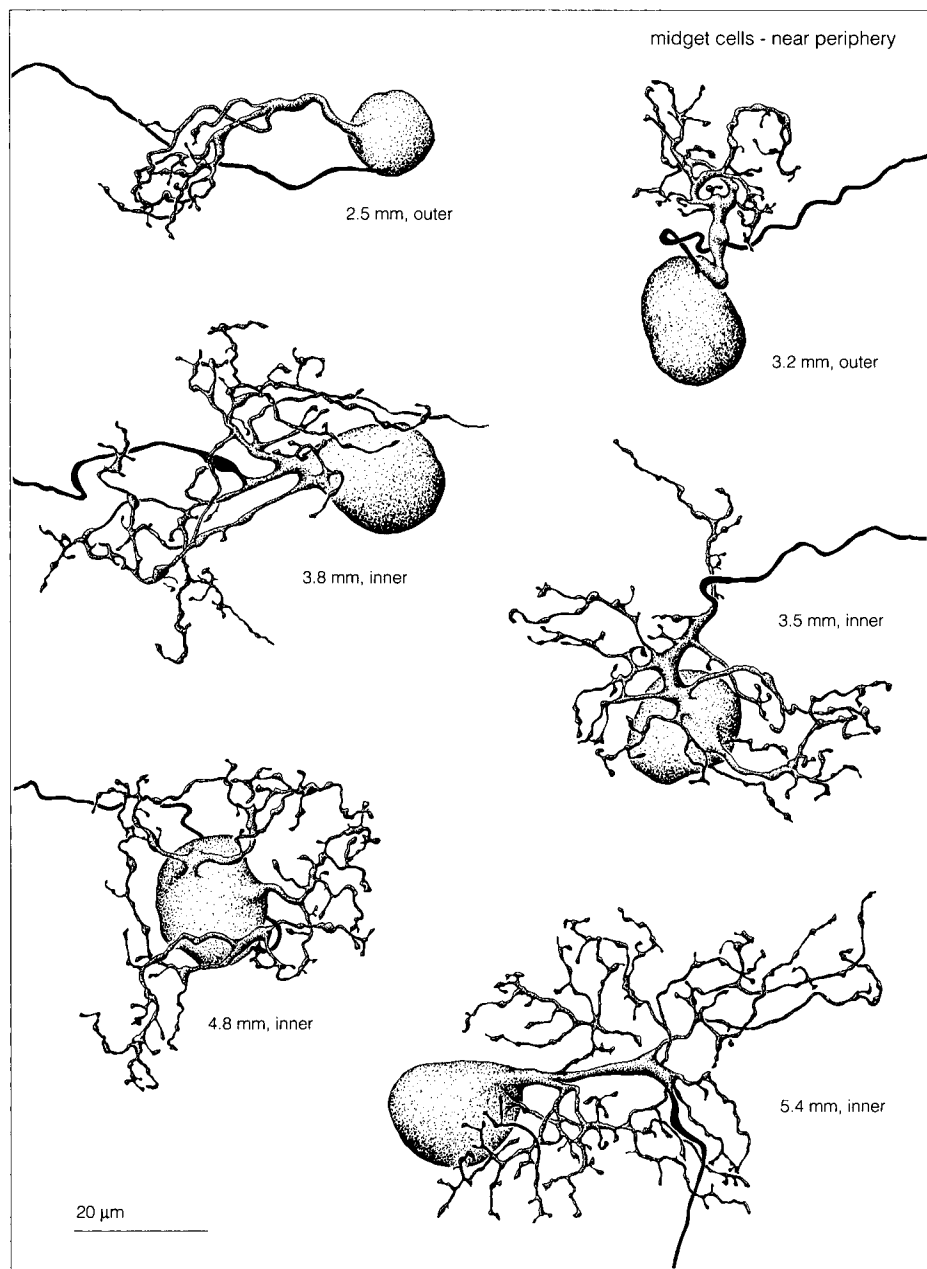 midget cells - near periphery
2.5 mm, outer
3.2 mm, outer
3.8 mm, inner
3.5 mm, inner
4.8 mm, inner
5.4 mm, inner
20 µm